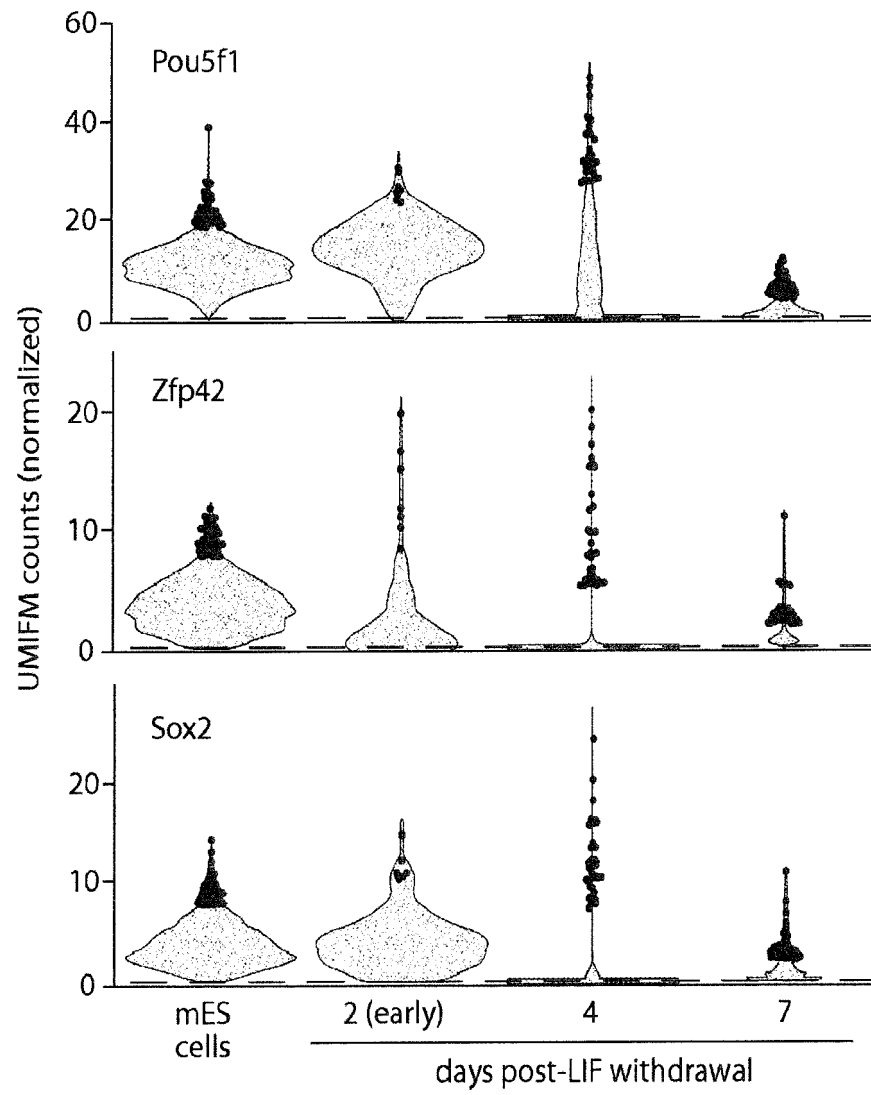 60
Pou5f1
40
20
0
Zfp42
20
10
0
UMIFM counts (normalized)
Sox2
20
10
0
mES
cells
2 (early)
4
7
days post-LIF withdrawal